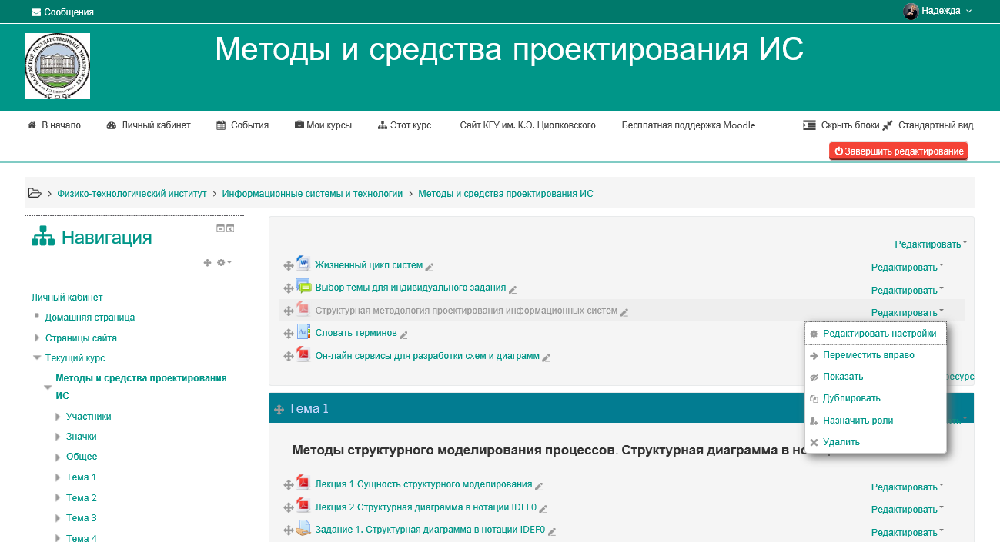 Сообщения
Надежда
Методы и средства проектирования ИС
В начало
Личный кабинет
События
Мои курсы
Этот курс
Сайт КГУ им. К.Э. Циолковского
Бесплатная поддержка Moodle
Скрыть блоки
Стандартный вид
Завершить редактирование
Физико-технологический институт
Информационные системы и технологии
Методы и средства проектирования ИС
Навигация
Личный кабинет
Домашняя страница
Страницы сайта
Текущий курс
Методы и средства проектирования
ИС
Участники
Значки
Общее
Тема 1
Тема 2
Тема 3
Тема 4
Редактировать
Жизненный цикл систем
Редактировать
Выбор темы для индивидуального задания
Редактировать
Структурная методология проектирования информационных систем
Редактировать
Словать терминов
Он-лайн сервисы для разработки схем и диаграмм
Редактировать настройки
Переместить вправо
Показать
Дублировать
Назначить роли
Удалить
Тема 1
Методы структурного моделирования процессов. Структурная диаграмма в
Лекция 1 Сущность структурного моделирования
Редактировать
Лекция 2 Структурная диаграмма в нотации IDEF0
Редактировать
Задание 1. Структурная диаграмма в нотации IDEF0
Редактировать